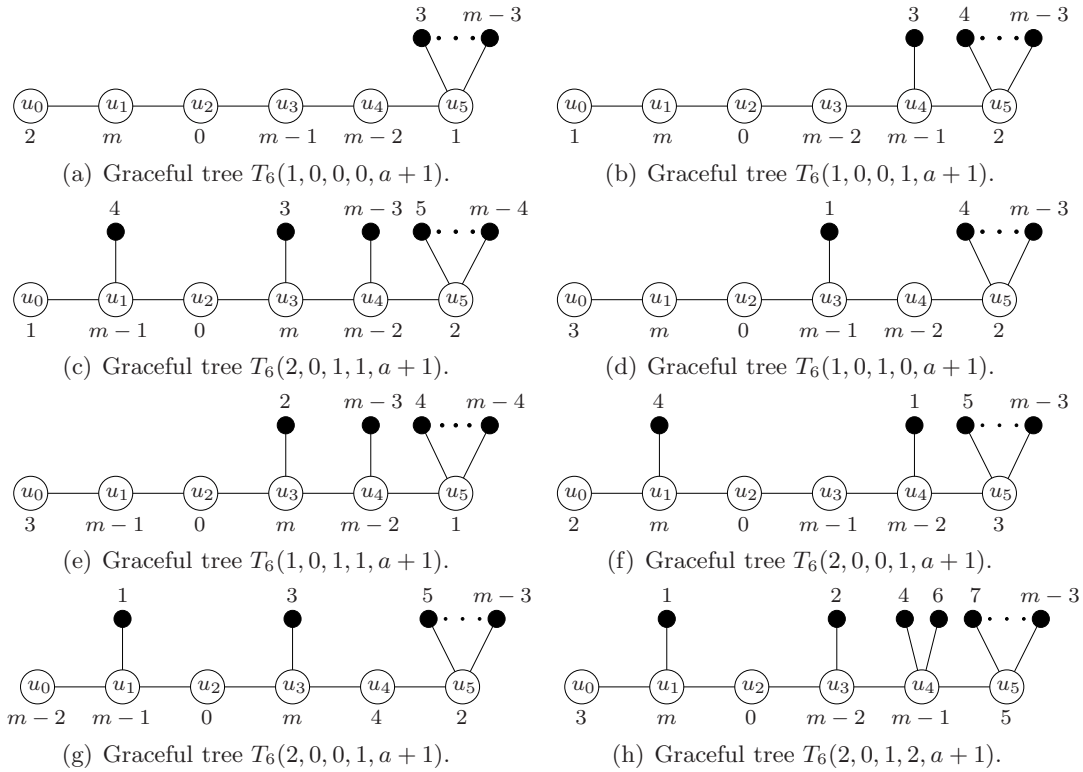 3 m − 3
3 4 m − 3
u0 u1 u2 u3 u4 u5
u0 u1 u2 u3 u4 u5
2 m 0 m − 1 m − 2 1
1 m 0 m − 2 m − 1 2
(a) Graceful tree T6(1, 0, 0, 0, a + 1).
(b) Graceful tree T6(1, 0, 0, 1, a + 1).
4 3 m − 3 5 m − 4
1 4 m − 3
u0 u1 u2 u3 u4 u5
u0 u1 u2 u3 u4 u5
1 m − 1 0 m m − 2 2
3 m 0 m − 1 m − 2 2
(c) Graceful tree T6(2, 0, 1, 1, a + 1).
(d) Graceful tree T6(1, 0, 1, 0, a + 1).
2 m − 3 4 m − 4
4 1 5 m − 3
u0 u1 u2 u3 u4 u5
u0 u1 u2 u3 u4 u5
3 m − 1 0 m m − 2 1
2 m 0 m − 1 m − 2 3
(e) Graceful tree T6(1, 0, 1, 1, a + 1).
(f) Graceful tree T6(2, 0, 0, 1, a + 1).
1 3 5 m − 3
1 2 4 6 7 m − 3
u0 u1 u2 u3 u4 u5
u0 u1 u2 u3 u4 u5
m − 2 m − 1 0 m 4 2
3 m 0 m − 2 m − 1 5
(g) Graceful tree T6(2, 0, 0, 1, a + 1).
(h) Graceful tree T6(2, 0, 1, 2, a + 1).